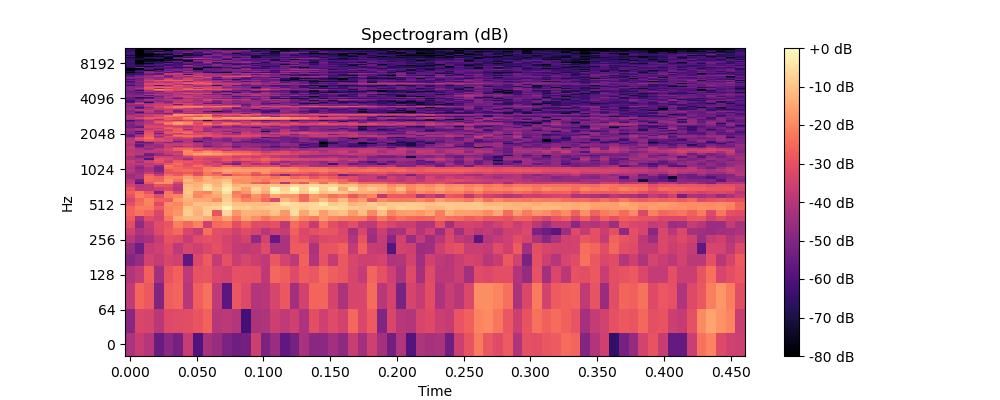 Spectrogram (dB)
Hz
8192
4096
2048
1024
512
256
128
64
0
0.000 0.050 0.100 0.150 0.200 0.250 0.300 0.350 0.400 0.450
Time
+0 dB
-10 dB
-20 dB
-30 dB
-40 dB
-50 dB
-60 dB
-70 dB
-80 dB